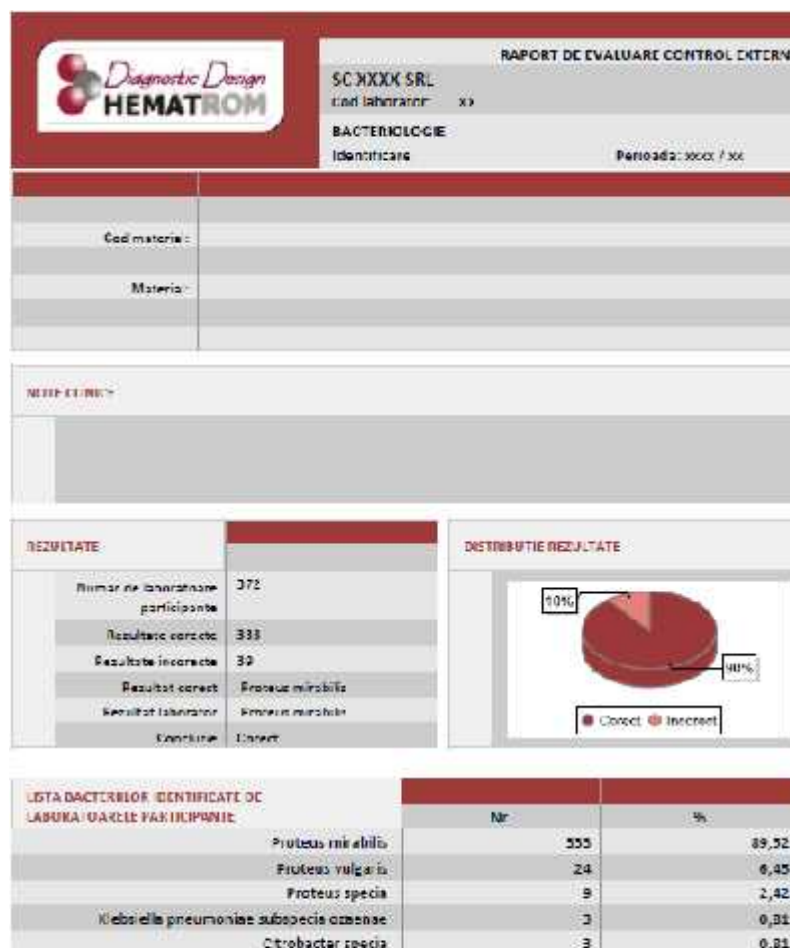 Diagnostic Design
HEMATROM
RAPORT DE EVALUARE CONTROL EXTERN
SC XXXX SRL
Cod laborator: xx
BACTERIOLOGIE
Identificare Perioada: xxxx / xx
Cod material:
Material:
NOTE CLINICE
REZULTATE
Numar de laboratoare 372
participante
Rezultate corecte 333
Rezultate incorecte 39
Rezultat corect Proteus mirabilis
Rezultat laborator Proteus mirabilis
Concluzie Corect
DISTRIBUTIE REZULTATE
10%
90%
Corect Incorect
LISTA BACTERIILOR IDENTIFICATE DE
LABORATOARELE PARTICIPANTE Nr %
Proteus mirabilis 333 89,52
Proteus vulgaris 24 6,45
Proteus specia 9 2,42
Klebsiella pneumoniae subspecia ozaenae 3 0,81
Citrobacter specia 3 0,81